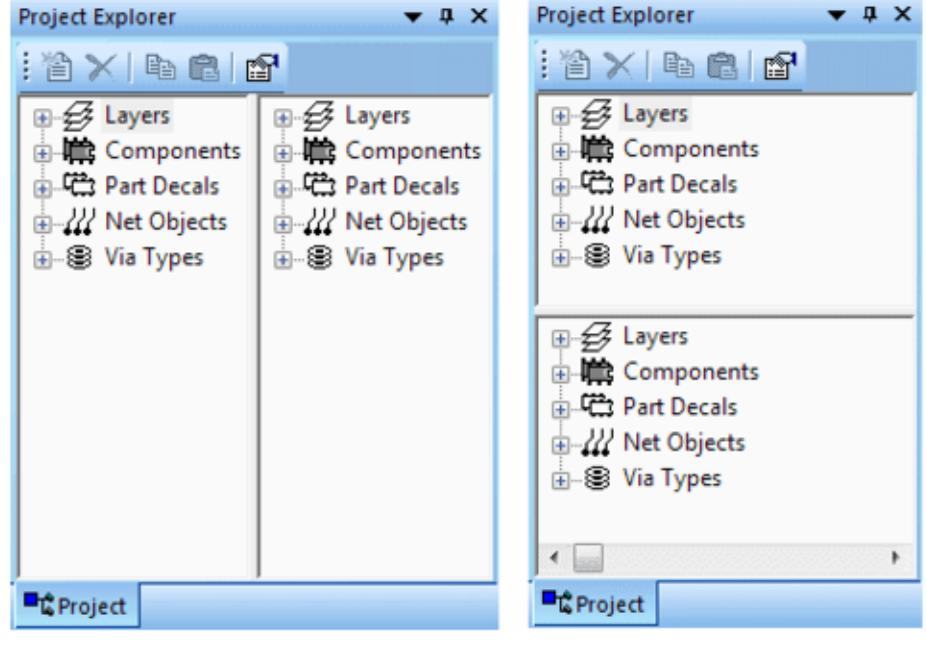 Project Explorer
Layers
Components
Part Decals
Net Objects
Via Types
Layers
Components
Part Decals
Net Objects
Via Types
Project
Project Explorer
Layers
Components
Part Decals
Net Objects
Via Types
Layers
Components
Part Decals
Net Objects
Via Types
Project